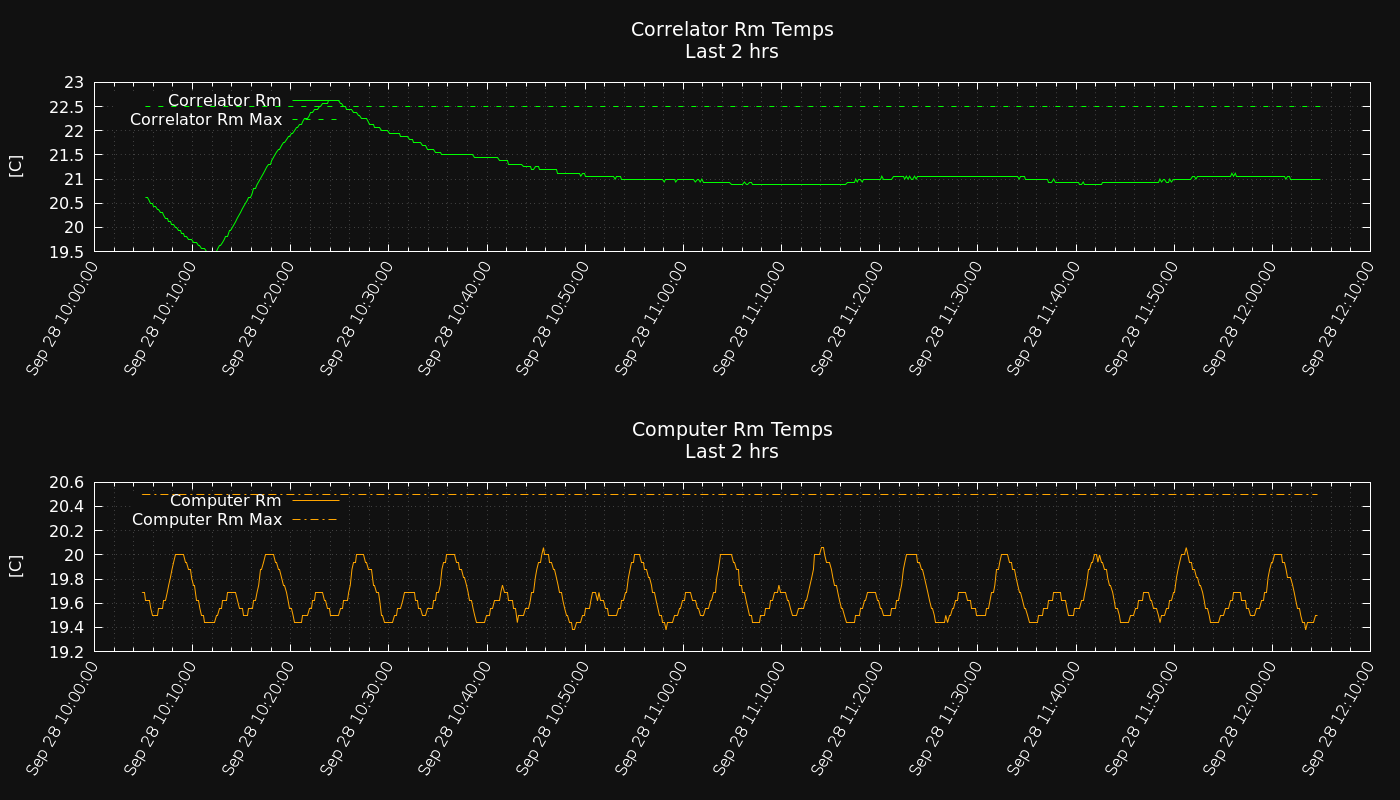 Correlator Rm Temps
Last 2 hrs
23
22.5
22
21.5
21
20.5
20
19.5
[C]
Correlator Rm
Correlator Rm Max
Sep 28 10:00:00
Sep 28 10:10:00
Sep 28 10:20:00
Sep 28 10:30:00
Sep 28 10:40:00
Sep 28 10:50:00
Sep 28 11:00:00
Sep 28 11:10:00
Sep 28 11:20:00
Sep 28 11:30:00
Sep 28 11:40:00
Sep 28 11:50:00
Sep 28 12:00:00
Sep 28 12:10:00
Computer Rm Temps
Last 2 hrs
20.6
20.4
20.2
20
19.8
19.6
19.4
19.2
[C]
Computer Rm
Computer Rm Max
Sep 28 10:00:00
Sep 28 10:10:00
Sep 28 10:20:00
Sep 28 10:30:00
Sep 28 10:40:00
Sep 28 10:50:00
Sep 28 11:00:00
Sep 28 11:10:00
Sep 28 11:20:00
Sep 28 11:30:00
Sep 28 11:40:00
Sep 28 11:50:00
Sep 28 12:00:00
Sep 28 12:10:00